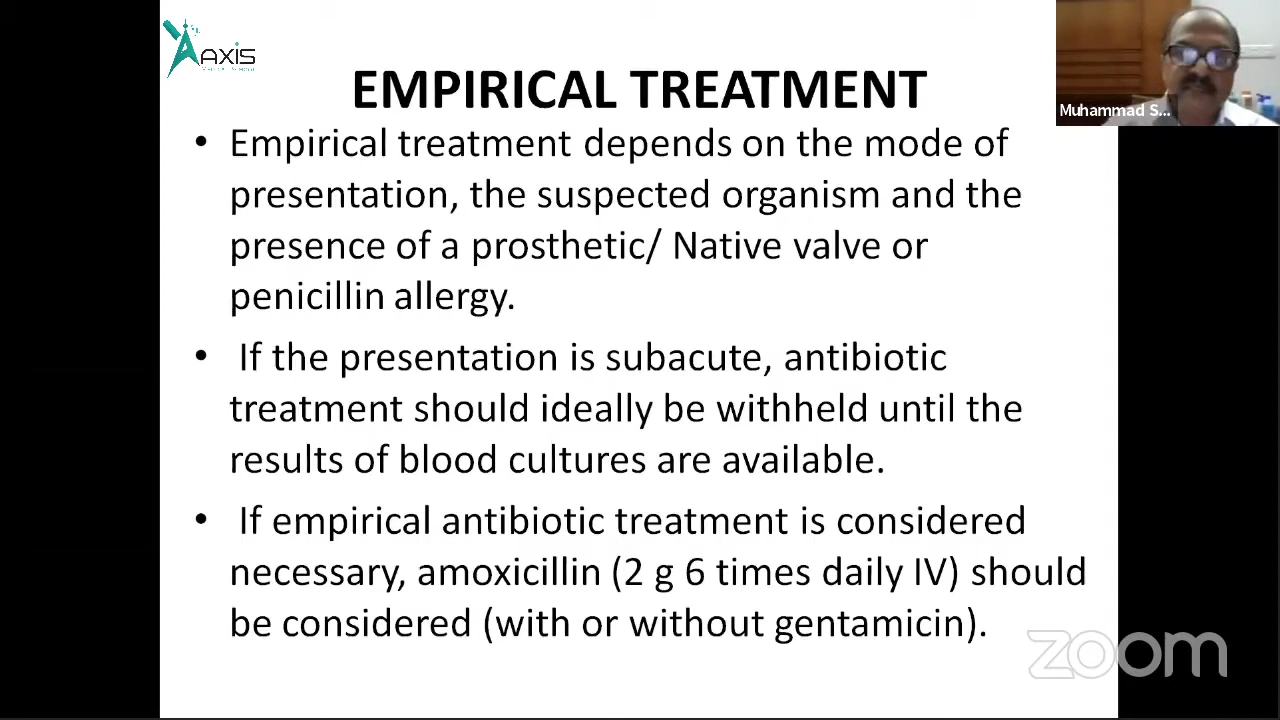 AXIS
EMPIRICAL TREATMENT
Muhammad S...
• Empirical treatment depends on the mode of
presentation, the suspected organism and the
presence of a prosthetic/ Native valve or
penicillin allergy.
• If the presentation is subacute, antibiotic
treatment should ideally be withheld until the
results of blood cultures are available.
• If empirical antibiotic treatment is considered
necessary, amoxicillin (2 g 6 times daily IV) should
be considered (with or without gentamicin).
zoom